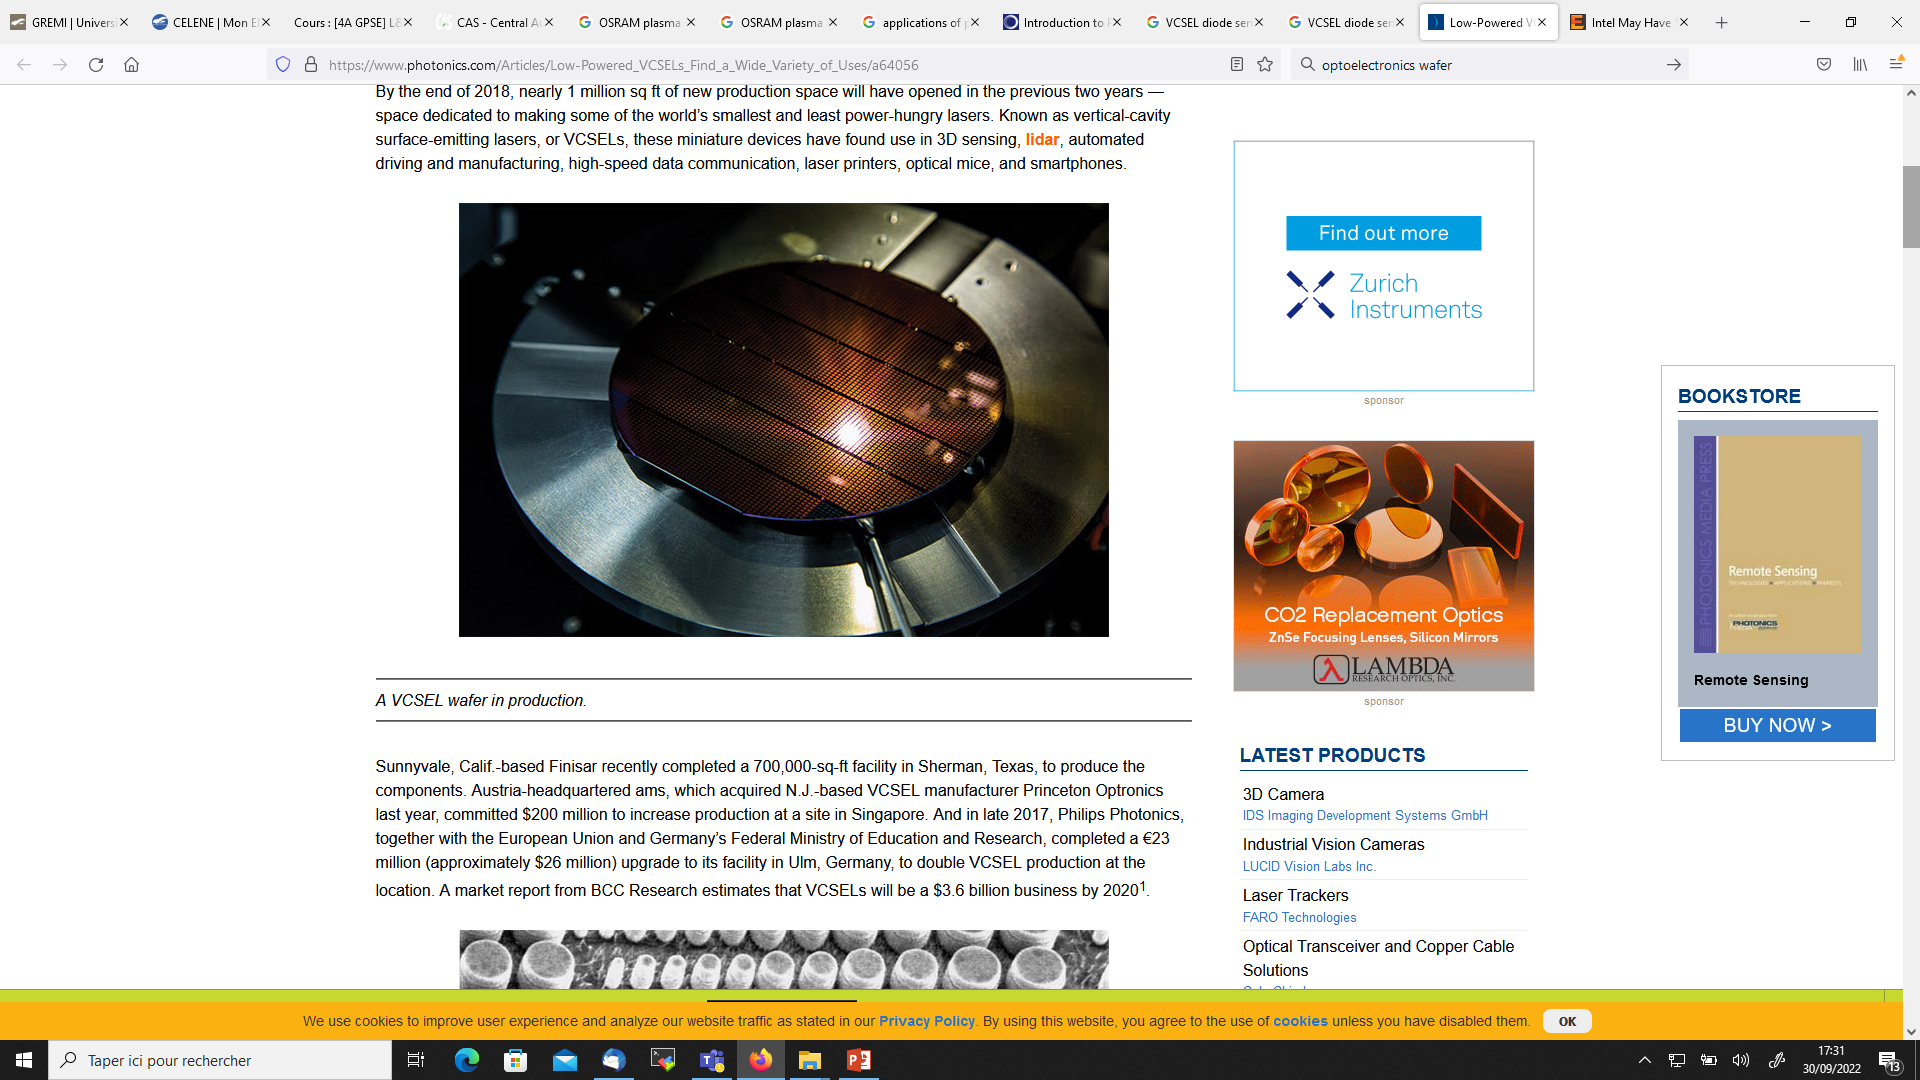 GREMI | Univers
CELENE | Mon E
Cours : [4A GPSE] L
CAS - Central A
OSRAM plasma
OSRAM plasma
applications of p
Introduction to
VCSEL diode sen
VCSEL diode sen
Low-Powered V
Intel May Have
https://www.photonics.com/Articles/Low-Powered_VCSELs_Find_a_Wide_Variety_of_Uses/a64056
optoelectronics wafer
By the end of 2018, nearly 1 million sq ft of new production space will have opened in the previous two years —
space dedicated to making some of the world's smallest and least power-hungry lasers. Known as vertical-cavity
surface-emitting lasers, or VCSELs, these miniature devices have found use in 3D sensing, lidar, automated
driving and manufacturing, high-speed data communication, laser printers, optical mice, and smartphones.
A VCSEL wafer in production.
Sunnyvale, Calif.-based Finisar recently completed a 700,000-sq-ft facility in Sherman, Texas, to produce the
components. Austria-headquartered ams, which acquired N.J.-based VCSEL manufacturer Princeton Optronics
last year, committed $200 million to increase production at a site in Singapore. And in late 2017, Philips Photonics,
together with the European Union and Germany's Federal Ministry of Education and Research, completed a €23
million (approximately $26 million) upgrade to its facility in Ulm, Germany, to double VCSEL production at the
location. A market report from BCC Research estimates that VCSELs will be a $3.6 billion business by 2020¹.
Find out more
Zurich
Instruments
sponsor
CO2 Replacement Optics
ZnSe Focusing Lenses, Silicon Mirrors
LAMBDA
RESEARCH OPTICS, INC.
sponsor
LATEST PRODUCTS
3D Camera
IDS Imaging Development Systems GmbH
Industrial Vision Cameras
LUCID Vision Labs Inc.
Laser Trackers
FARO Technologies
Optical Transceiver and Copper Cable
Solutions
BOOKSTORE
PHOTONICS MEDIA PRESS
Remote Sensing
TECHNOLOGIES • APPLICATIONS • MARKETS
PHOTONICS
Remote Sensing
BUY NOW >
We use cookies to improve user experience and analyze our website traffic as stated in our Privacy Policy. By using this website, you agree to the use of cookies unless you have disabled them.
OK
Taper ici pour rechercher
17:31
30/09/2022
13